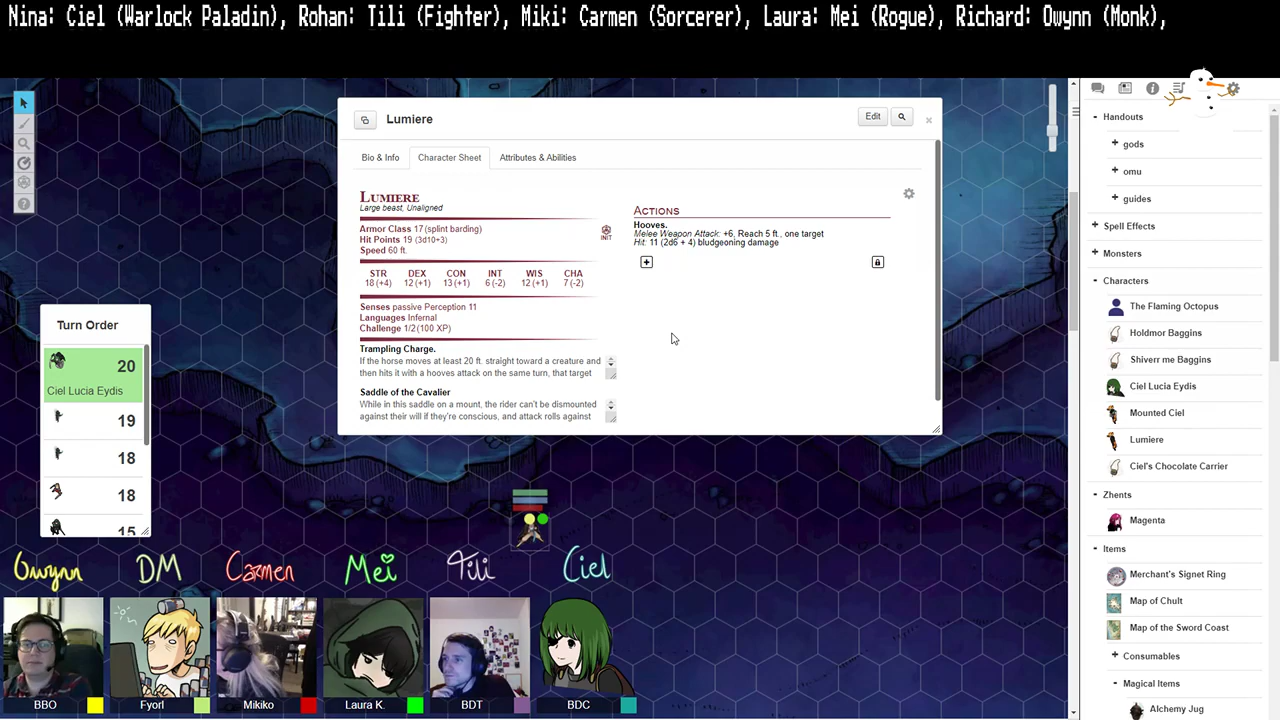 Nina: Ciel (Warlock Paladin), Rohan: Tili (Fighter), Miki: Carmen (Sorcerer), Laura: Mei (Rogue), Richard: Owynn (Monk),
Lumiere
Edit
Bio & Info
Character Sheet
Attributes & Abilities
LUMIERE
Large beast, Unaligned
Armor Class 17 (splint barding)
Hit Points 19 (3d10+3)
Speed 60 ft.
INIT
STR DEX CON INT WIS CHA
18 (+4) 12 (+1) 13 (+1) 6 (-2) 12 (+1) 7 (-2)
Senses passive Perception 11
Languages Infernal
Challenge 1/2 (100 XP)
Trampling Charge.
If the horse moves at least 20 ft. straight toward a creature and
then hits it with a hooves attack on the same turn, that target
Saddle of the Cavalier
While in this saddle on a mount, the rider can't be dismounted
against their will if they're conscious, and attack rolls against
ACTIONS
Hooves.
Melee Weapon Attack: +6, Reach 5 ft., one target
Hit: 11 (2d6 + 4) bludgeoning damage
Turn Order
20
Ciel Lucia Eydis
19
18
18
15
Handouts
gods
omu
guides
Spell Effects
Monsters
Characters
The Flaming Octopus
Holdmor Baggins
Shiverr me Baggins
Ciel Lucia Eydis
Mounted Ciel
Lumiere
Ciel's Chocolate Carrier
Zhents
Magenta
Items
Merchant's Signet Ring
Map of Chult
Map of the Sword Coast
Consumables
Magical Items
Alchemy Jug
Owynn
DM
Carmen
Mei
Tili
Ciel
BBO
Fyorl
Mikiko
Laura K.
BDT
BDC